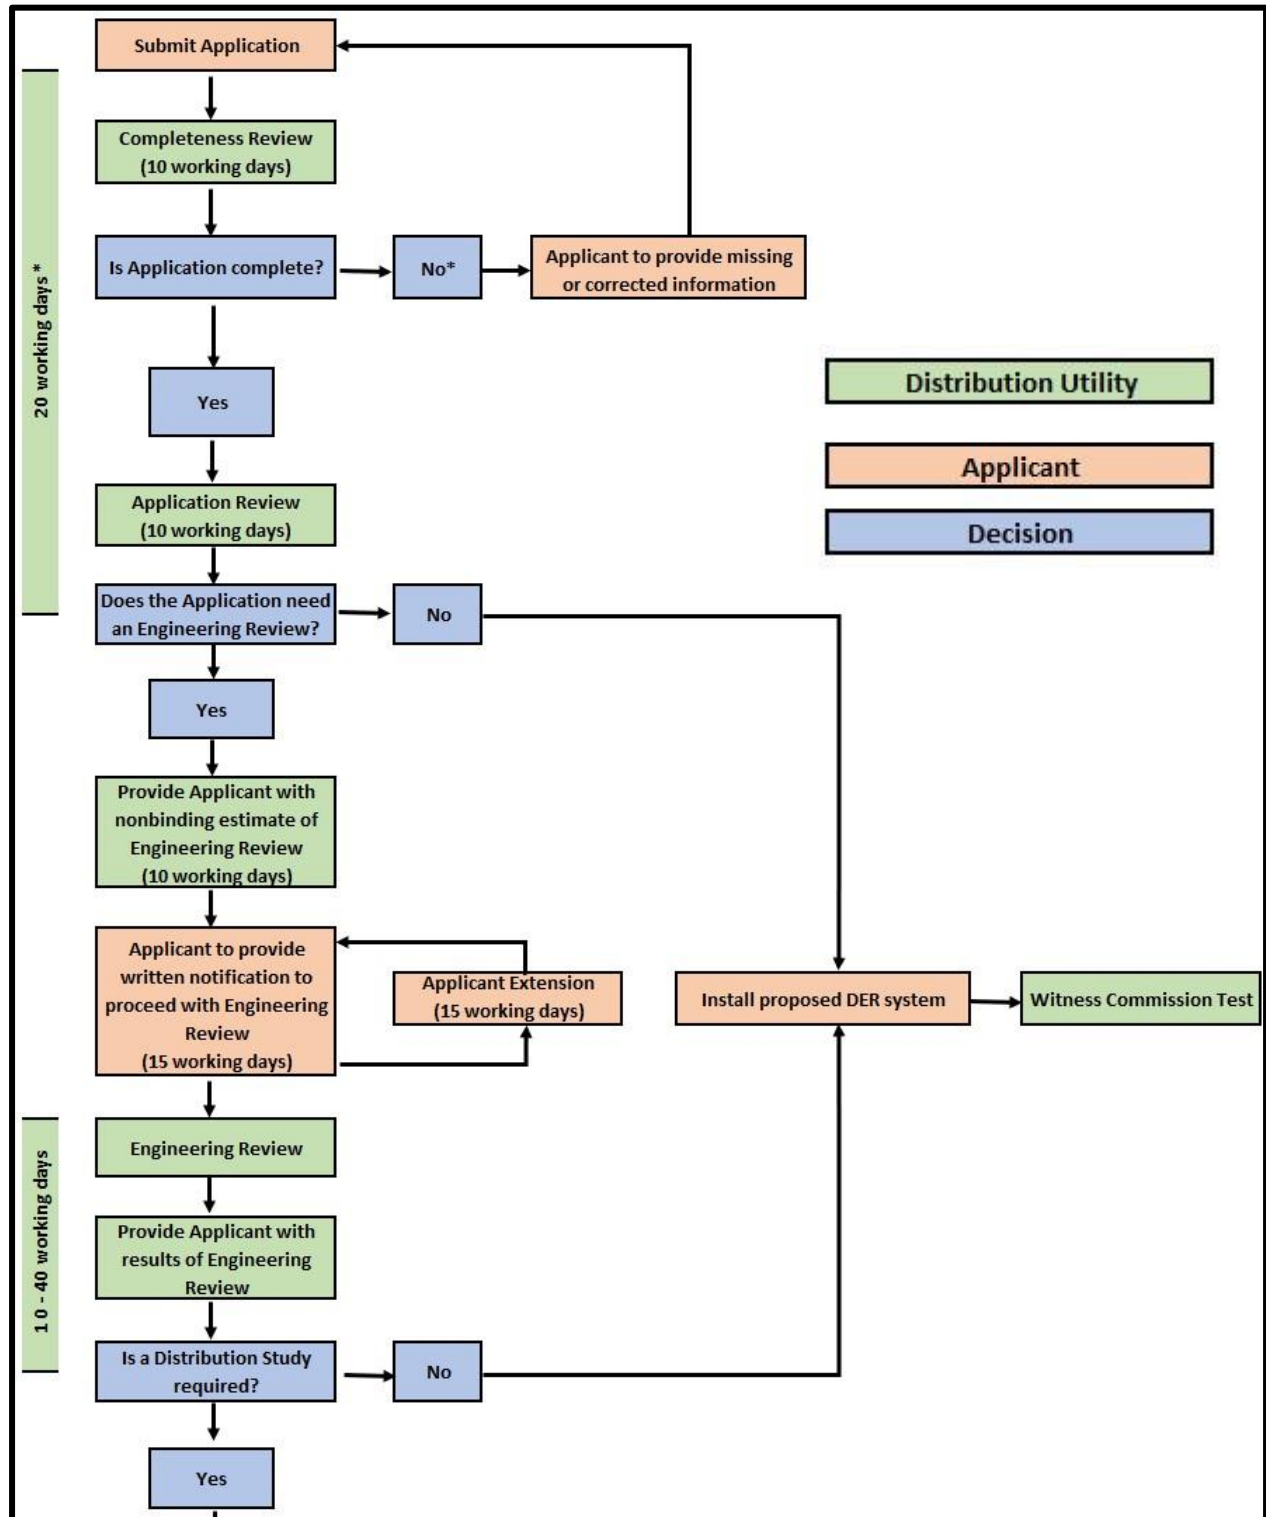 Submit Application
Completeness Review
(10 working days)
20 working days *
Is Application complete?
No*
Applicant to provide missing
or corrected information
Yes
Distribution Utility
Applicant
Decision
Application Review
(10 working days)
Does the Application need
an Engineering Review?
No
Yes
Provide Applicant with
nonbinding estimate of
Engineering Review
(10 working days)
Applicant to provide
written notification to
proceed with Engineering
Review
(15 working days)
Applicant Extension
(15 working days)
Install proposed DER system
Witness Commission Test
10 - 40 working days
Engineering Review
Provide Applicant with
results of Engineering
Review
Is a Distribution Study
required?
No
Yes